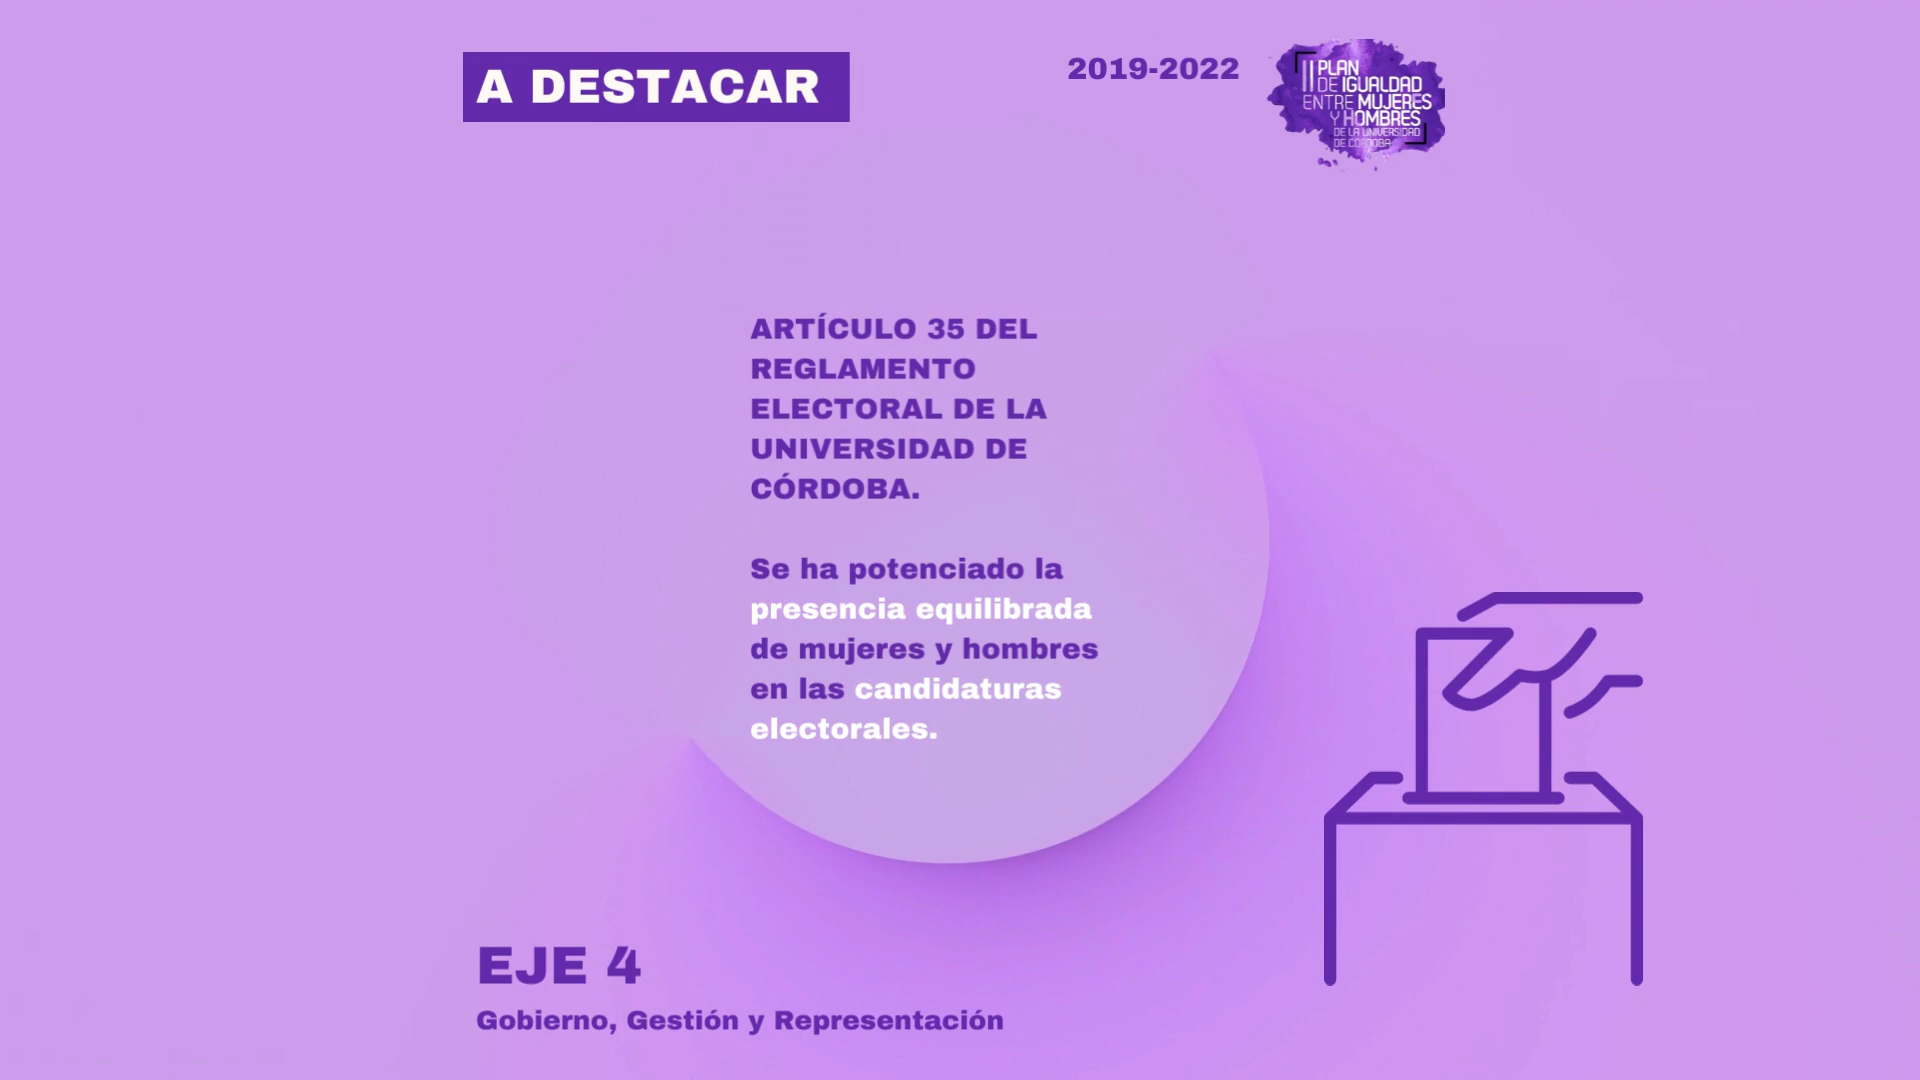 A DESTACAR
2019-2022
II PLAN
DE IGUALDAD
ENTRE MUJERES
Y HOMBRES
DE LA UNIVERSIDAD
DE CÓRDOBA
ARTÍCULO 35 DEL
REGLAMENTO
ELECTORAL DE LA
UNIVERSIDAD DE
CÓRDOBA.
Se ha potenciado la
presencia equilibrada
de mujeres y hombres
en las candidaturas
electorales.
EJE 4
Gobierno, Gestión y Representación